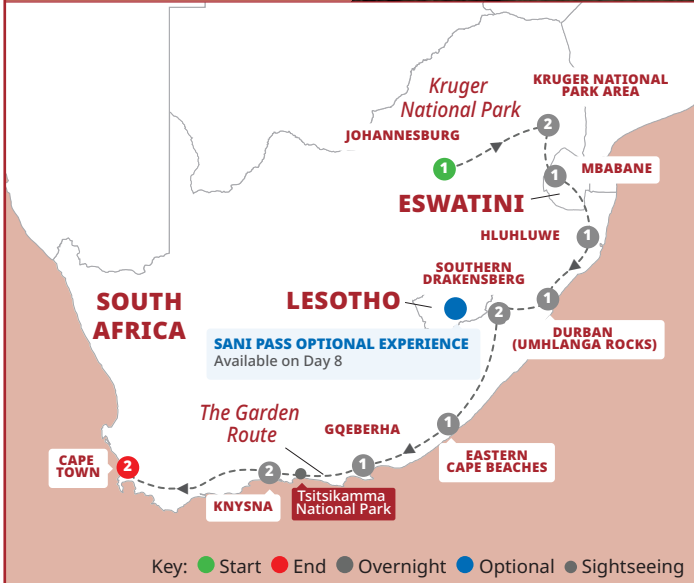 Kruger
National Park
KRUGER NATIONAL
PARK AREA
JOHANNESBURG
2
1
1
MBABANE
ESWATINI
HLUHLUWE
1
SOUTHERN
DRAKENSBERG
LESOTHO
SOUTH
AFRICA
2
1
DURBAN
(UMHLANGA ROCKS)
SANI PASS OPTIONAL EXPERIENCE
Available on Day 8
The Garden
Route
GQEBERHA
1
EASTERN
CAPE BEACHES
CAPE
TOWN
2
2
1
KNYSNA
Tsitsikamma
National Park
Key: Start End Overnight Optional Sightseeing